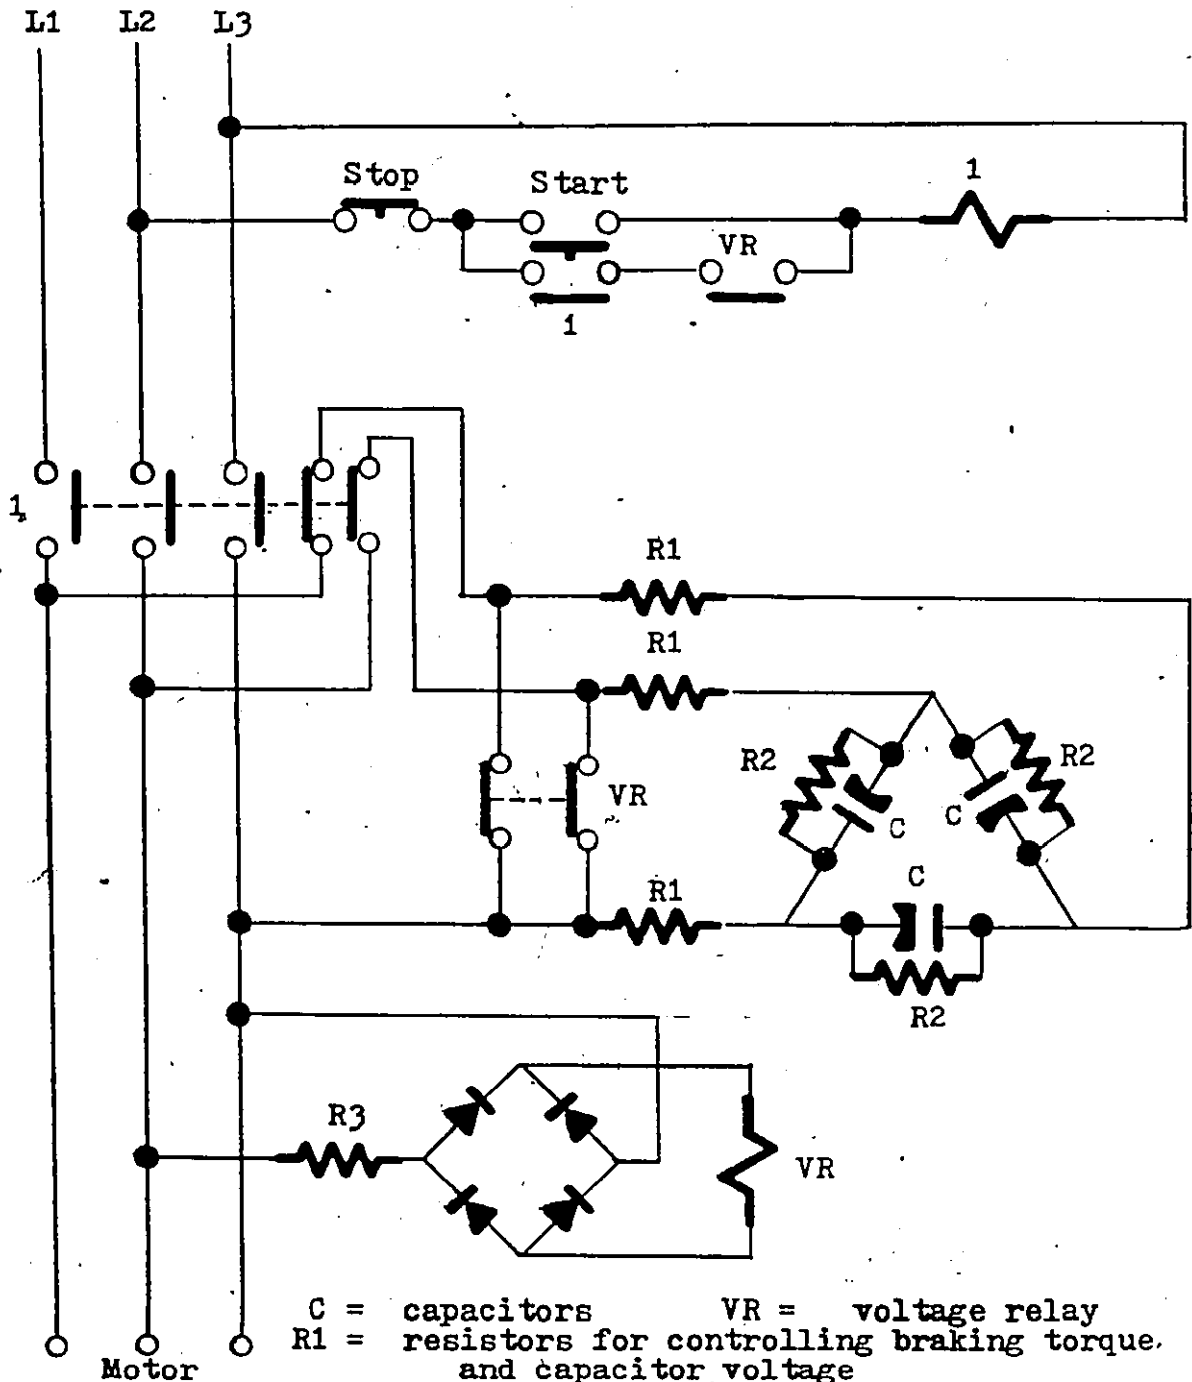 L1 L2 L3
Stop
Start
1
VR
1
1
R1
R1
R2
R2
VR
C
C
C
R1
R2
R3
VR
C = capacitors VR = voltage relay
R1 = resistors for controlling braking torque.
Motor and capacitor voltage